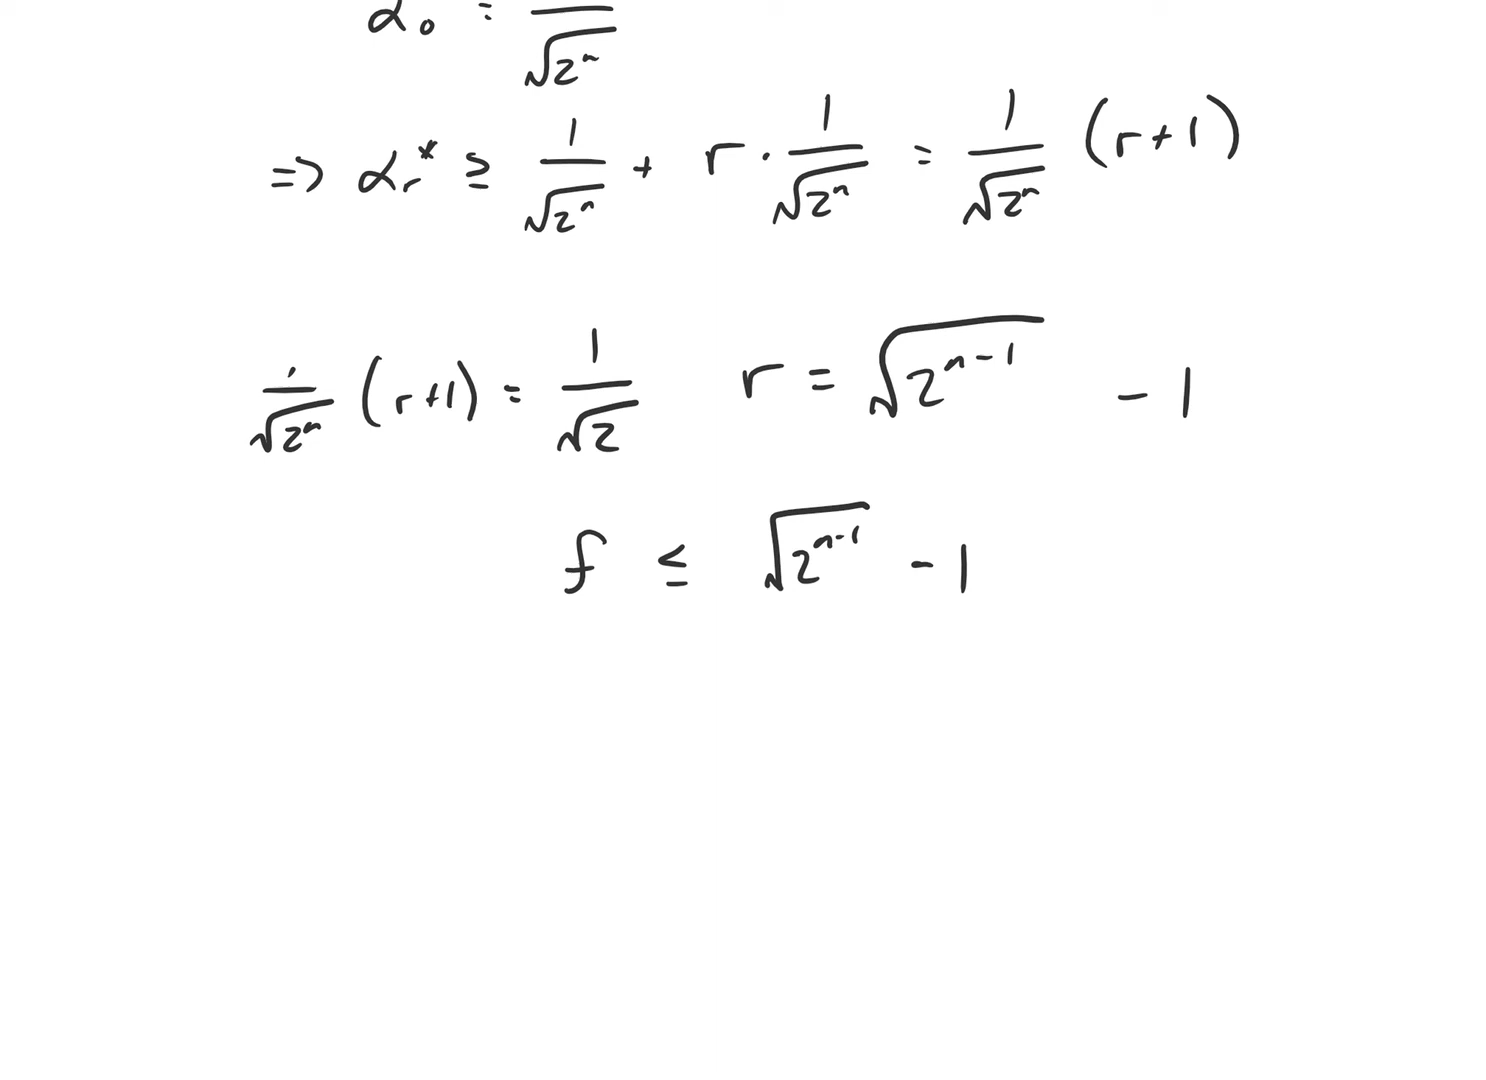 α₀ = —/√2ⁿ
=> αᵣ* ≥ 1/√2ⁿ + r · 1/√2ⁿ = 1/√2ⁿ (r+1)
1/√2ⁿ (r+1) = 1/√2 r = √2ⁿ⁻¹ - 1
f ≤ √2ⁿ⁻¹ - 1